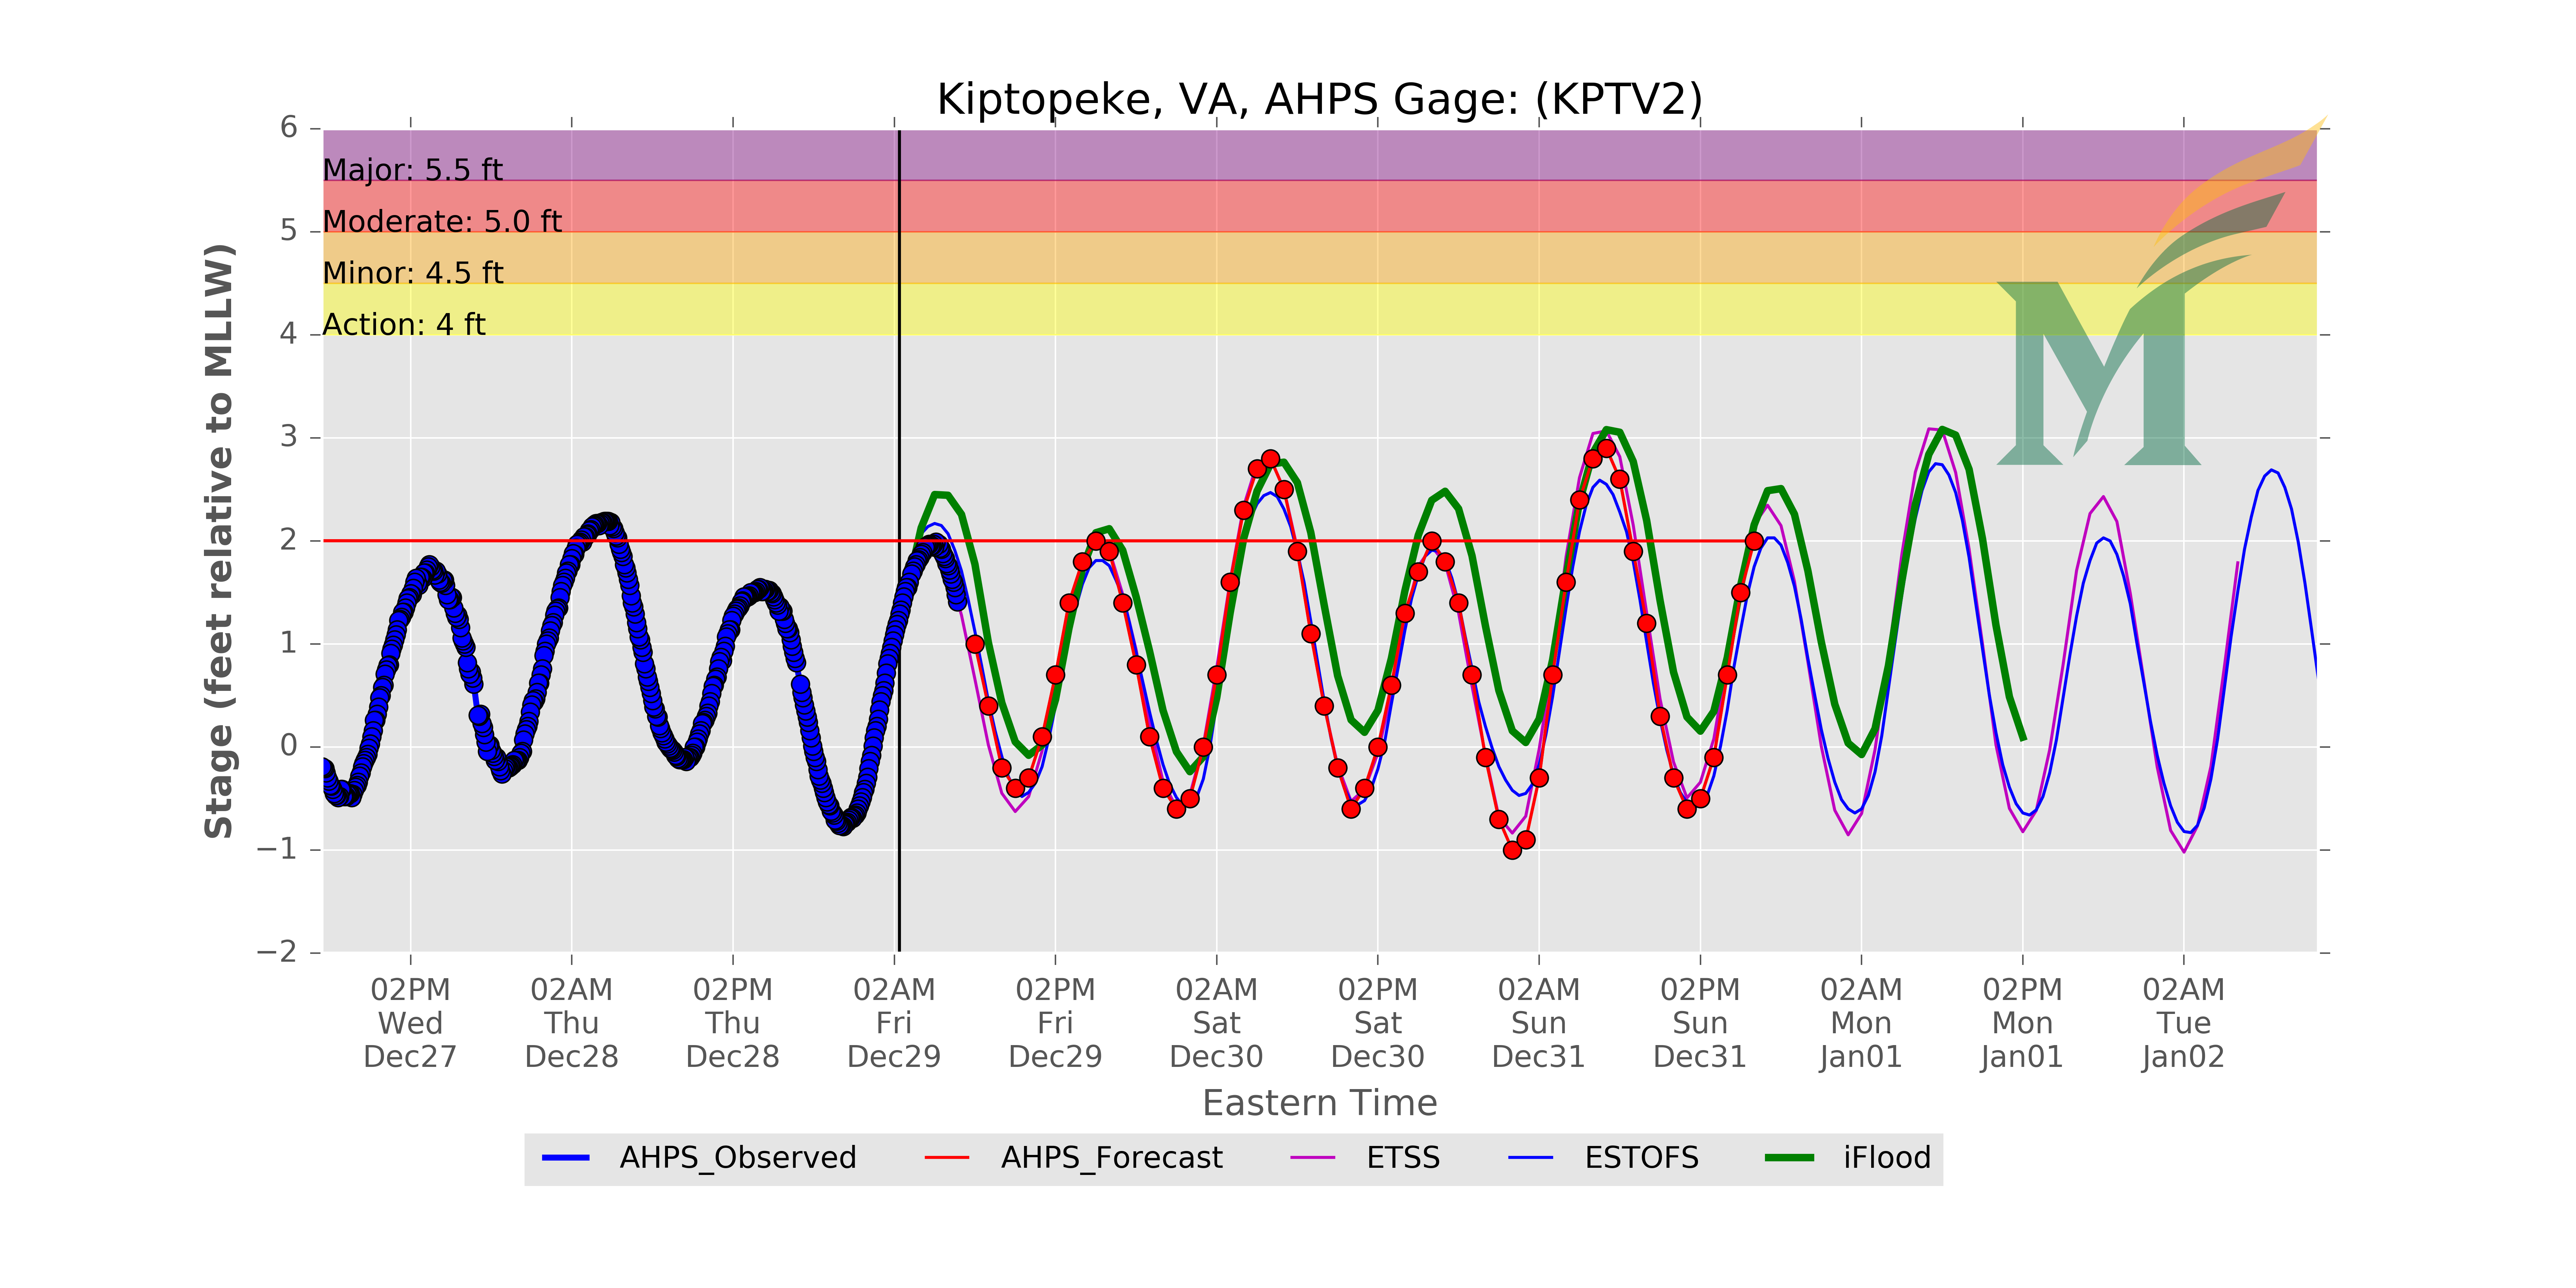 Kiptopeke, VA, AHPS Gage: (KPTV2)
Stage (feet relative to MLLW)
6
5
4
3
2
1
0
−1
−2
Major: 5.5 ft
Moderate: 5.0 ft
Minor: 4.5 ft
Action: 4 ft
M
02PM Wed Dec27
02AM Thu Dec28
02PM Thu Dec28
02AM Fri Dec29
02PM Fri Dec29
02AM Sat Dec30
02PM Sat Dec30
02AM Sun Dec31
02PM Sun Dec31
02AM Mon Jan01
02PM Mon Jan01
02AM Tue Jan02
Eastern Time
AHPS_Observed
AHPS_Forecast
ETSS
ESTOFS
iFlood